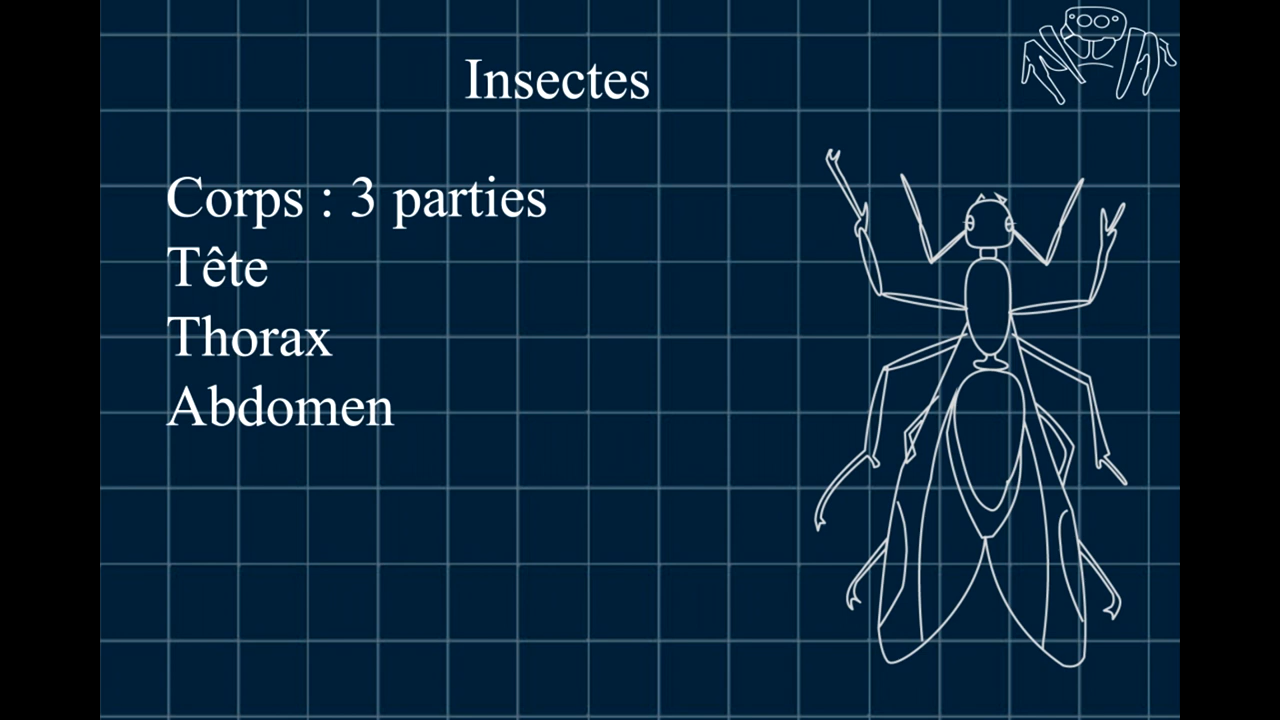 Insectes
Corps : 3 parties
Tête
Thorax
Abdomen